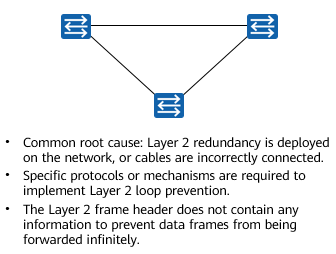 • Common root cause: Layer 2 redundancy is deployed
on the network, or cables are incorrectly connected.
• Specific protocols or mechanisms are required to
implement Layer 2 loop prevention.
• The Layer 2 frame header does not contain any
information to prevent data frames from being
forwarded infinitely.